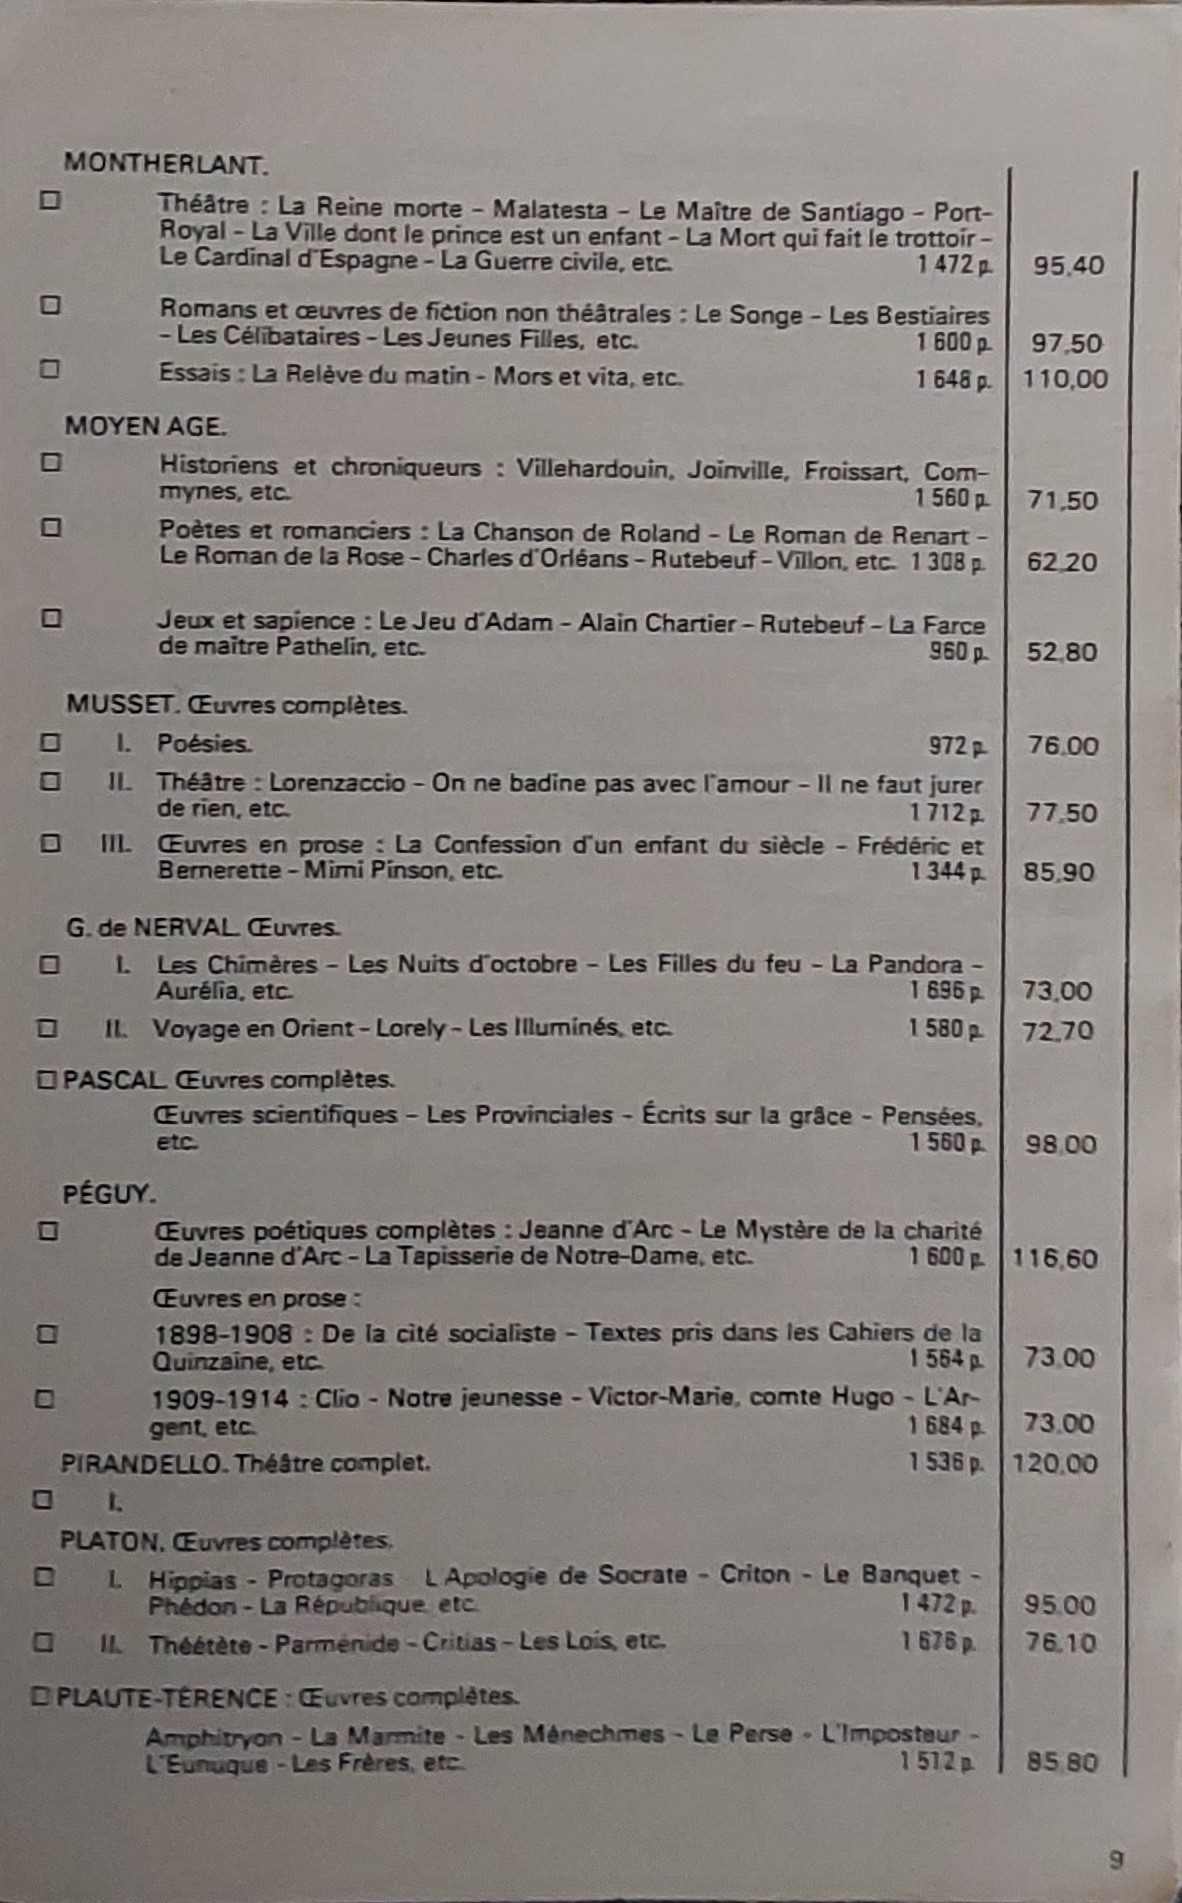 MONTHERLANT.
Théâtre : La Reine morte – Malatesta – Le Maître de Santiago – Port-
Royal – La Ville dont le prince est un enfant – La Mort qui fait le trottoir –
Le Cardinal d'Espagne – La Guerre civile, etc. 1 472 p. 95,40
Romans et œuvres de fiction non théâtrales : Le Songe – Les Bestiaires
– Les Célibataires – Les Jeunes Filles, etc. 1 600 p. 97,50
Essais : La Relève du matin – Mors et vita, etc. 1 648 p. 110,00
MOYEN AGE.
Historiens et chroniqueurs : Villehardouin, Joinville, Froissart, Com-
mynes, etc. 1 560 p. 71,50
Poètes et romanciers : La Chanson de Roland – Le Roman de Renart –
Le Roman de la Rose – Charles d'Orléans – Rutebeuf – Villon, etc. 1 308 p. 62,20
Jeux et sapience : Le Jeu d'Adam – Alain Chartier – Rutebeuf – La Farce
de maître Pathelin, etc. 960 p. 52,80
MUSSET. Œuvres complètes.
I. Poésies. 972 p. 76,00
II. Théâtre : Lorenzaccio – On ne badine pas avec l'amour – Il ne faut jurer
de rien, etc. 1 712 p. 77,50
III. Œuvres en prose : La Confession d'un enfant du siècle – Frédéric et
Bernerette – Mimi Pinson, etc. 1 344 p. 85,90
G. de NERVAL. Œuvres.
I. Les Chimères – Les Nuits d'octobre – Les Filles du feu – La Pandora –
Aurélia, etc. 1 696 p. 73,00
II. Voyage en Orient – Lorely – Les Illuminés, etc. 1 580 p. 72,70
PASCAL. Œuvres complètes.
Œuvres scientifiques – Les Provinciales – Écrits sur la grâce – Pensées,
etc. 1 560 p. 98,00
PÉGUY.
Œuvres poétiques complètes : Jeanne d'Arc – Le Mystère de la charité
de Jeanne d'Arc – La Tapisserie de Notre-Dame, etc. 1 600 p. 116,60
Œuvres en prose :
1898-1908 : De la cité socialiste – Textes pris dans les Cahiers de la
Quinzaine, etc. 1 564 p. 73,00
1909-1914 : Clio – Notre jeunesse – Victor-Marie, comte Hugo – L'Ar-
gent, etc. 1 684 p. 73,00
PIRANDELLO. Théâtre complet. 1 536 p. 120,00
I.
PLATON. Œuvres complètes.
I. Hippias – Protagoras L'Apologie de Socrate – Criton – Le Banquet –
Phédon – La République, etc. 1 472 p. 95,00
II. Théétète – Parménide – Critias – Les Lois, etc. 1 676 p. 76,10
PLAUTE-TÉRENCE : Œuvres complètes.
Amphitryon – La Marmite – Les Ménechmes – Le Perse – L'Imposteur –
L'Eunuque – Les Frères, etc. 1 512 p. 85,80
9